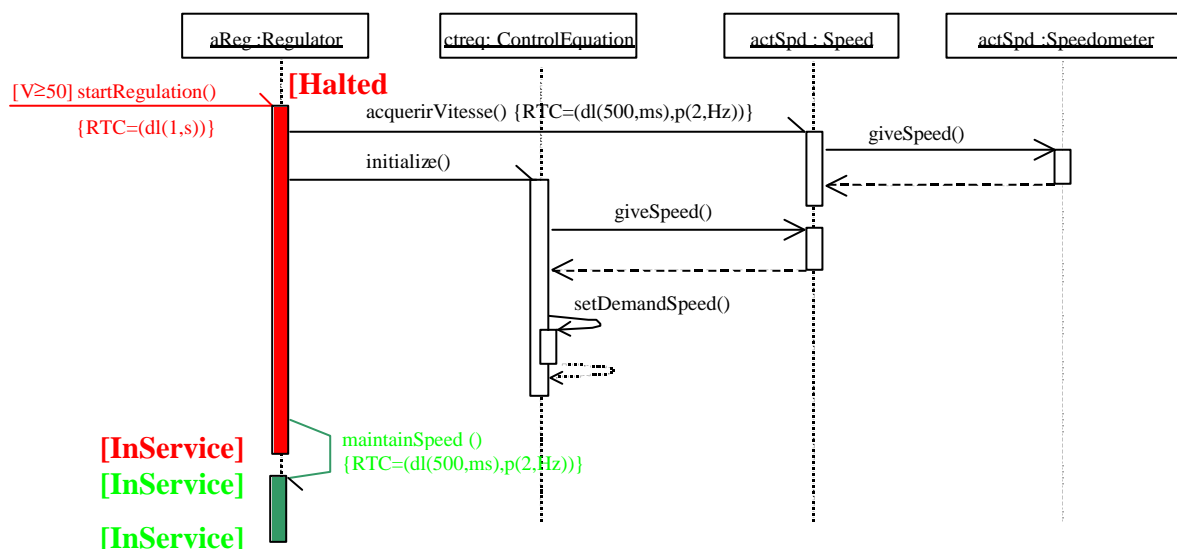 aReg :Regulator
ctreq: ControlEquation
actSpd : Speed
actSpd :Speedometer
[Halted
[V≥50] startRegulation()
{RTC=(dl(1,s))}
acquerirVitesse() {RTC=(dl(500,ms),p(2,Hz))}
giveSpeed()
initialize()
giveSpeed()
setDemandSpeed()
[InService]
maintainSpeed ()
{RTC=(dl(500,ms),p(2,Hz))}
[InService]
[InService]